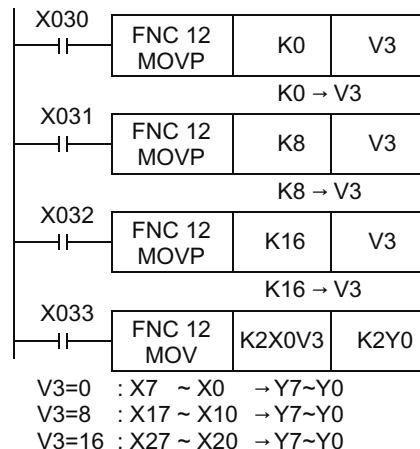 X030
FNC 12
MOVP
K0
V3
K0 → V3
X031
FNC 12
MOVP
K8
V3
K8 → V3
X032
FNC 12
MOVP
K16
V3
K16 → V3
X033
FNC 12
MOV
K2X0V3
K2Y0
V3=0 : X7 ~ X0 → Y7~Y0
V3=8 : X17 ~ X10 → Y7~Y0
V3=16 : X27 ~ X20 → Y7~Y0